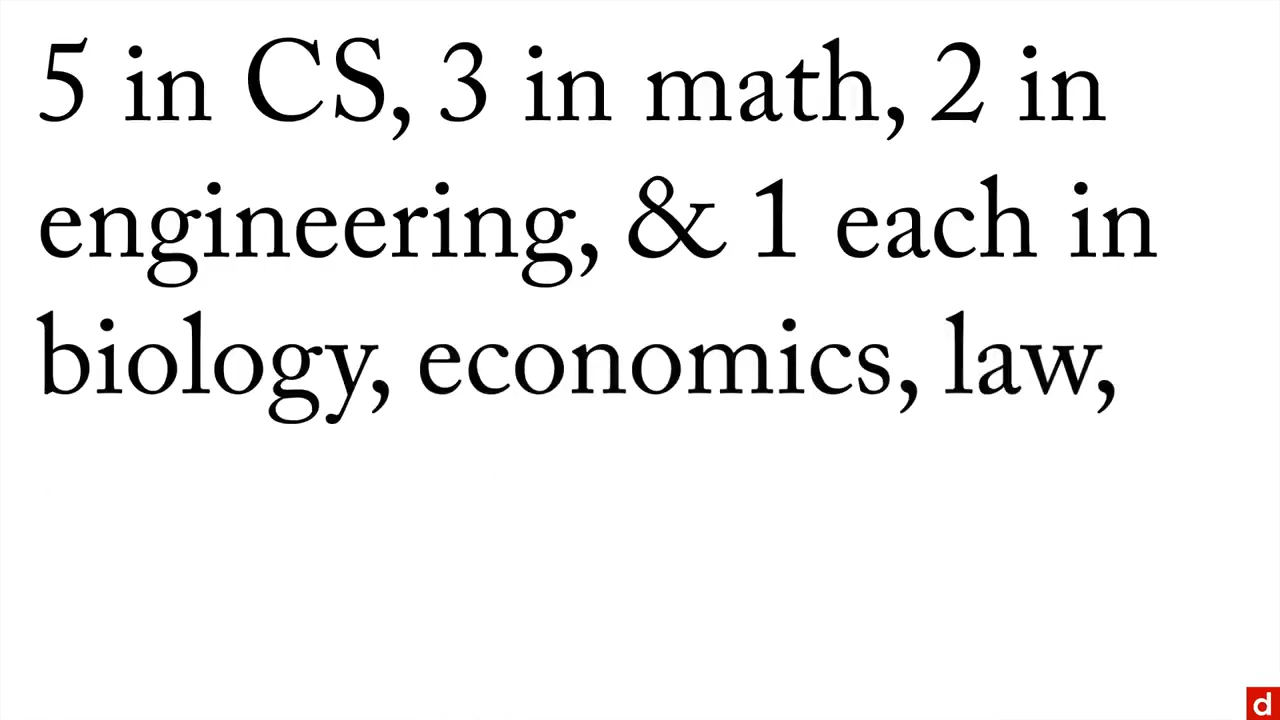 5 in CS, 3 in math, 2 in
engineering, & 1 each in
biology, economics, law,
d